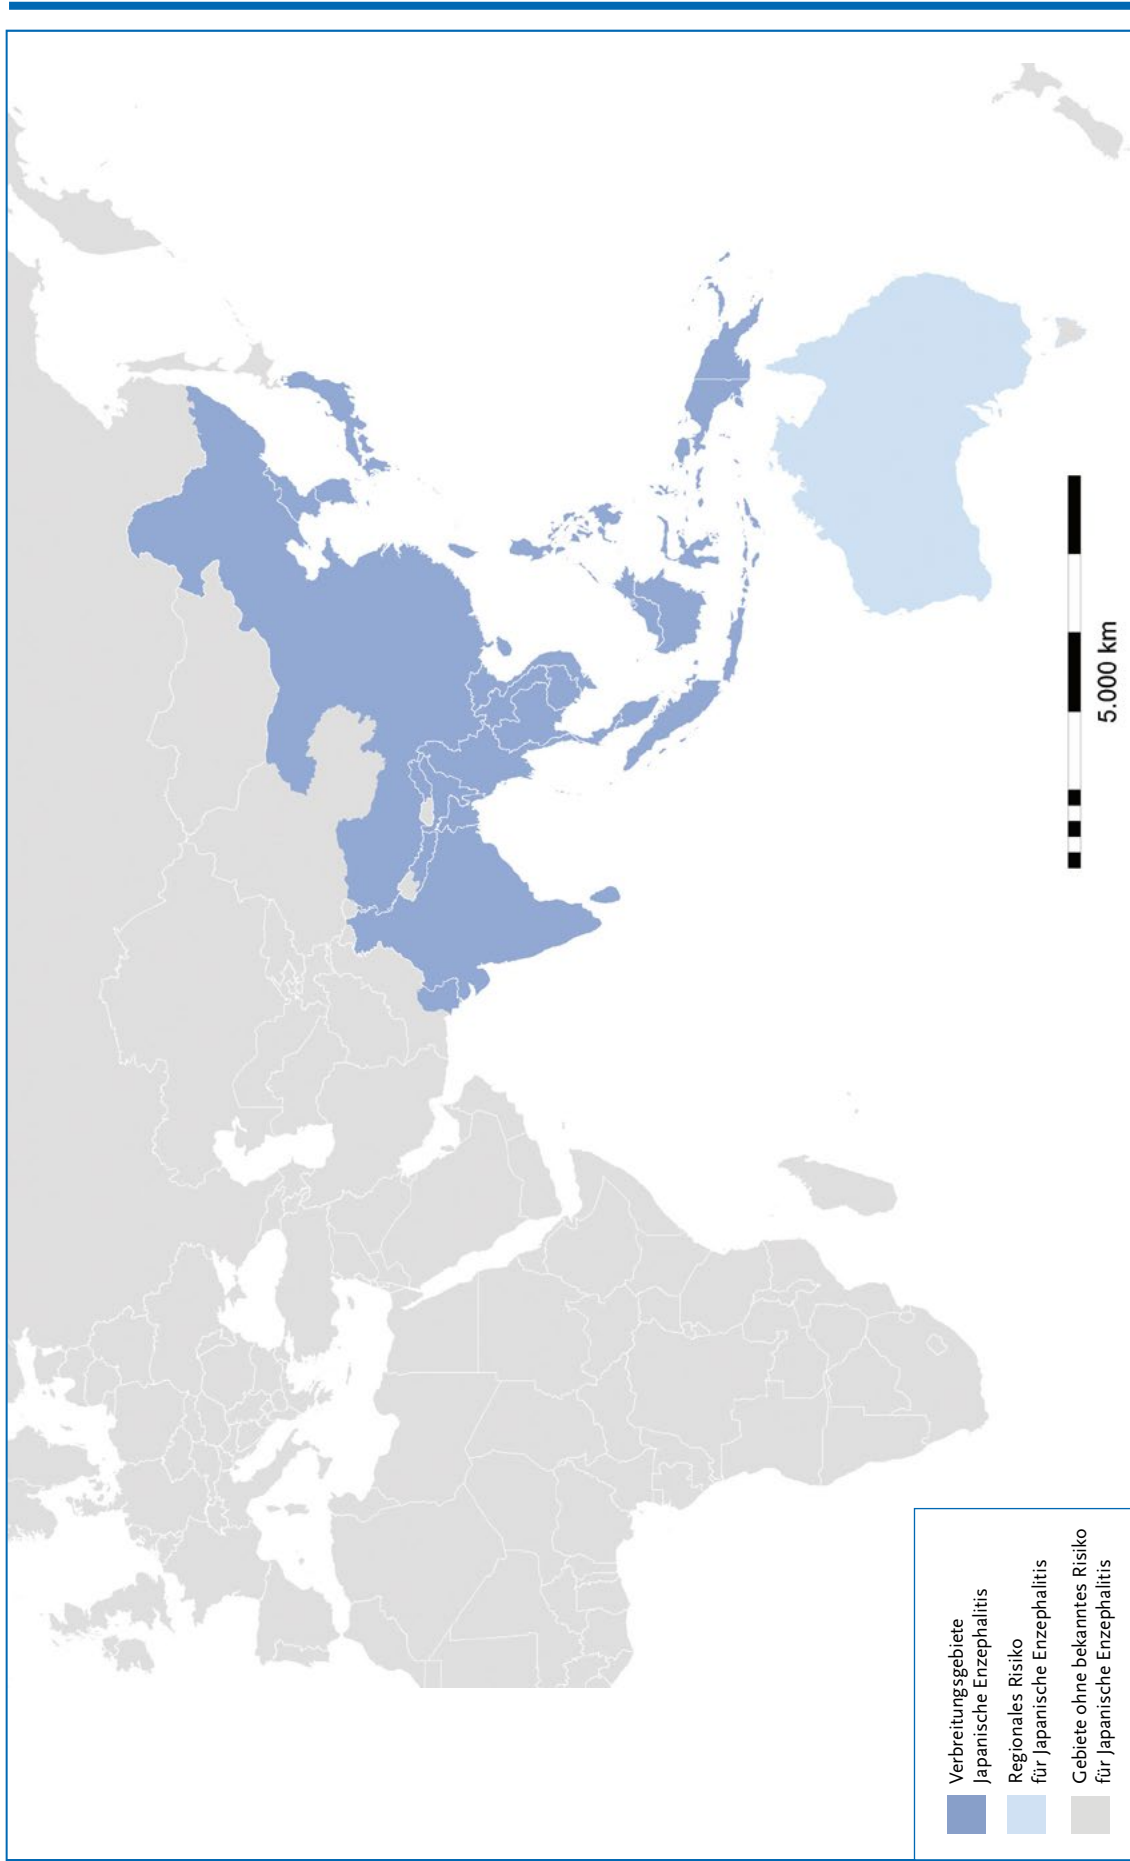 Verbreitungsgebiete
Japanische Enzephalitis
Regionales Risiko
für Japanische Enzephalitis
Gebiete ohne bekanntes Risiko
für Japanische Enzephalitis
5.000 km